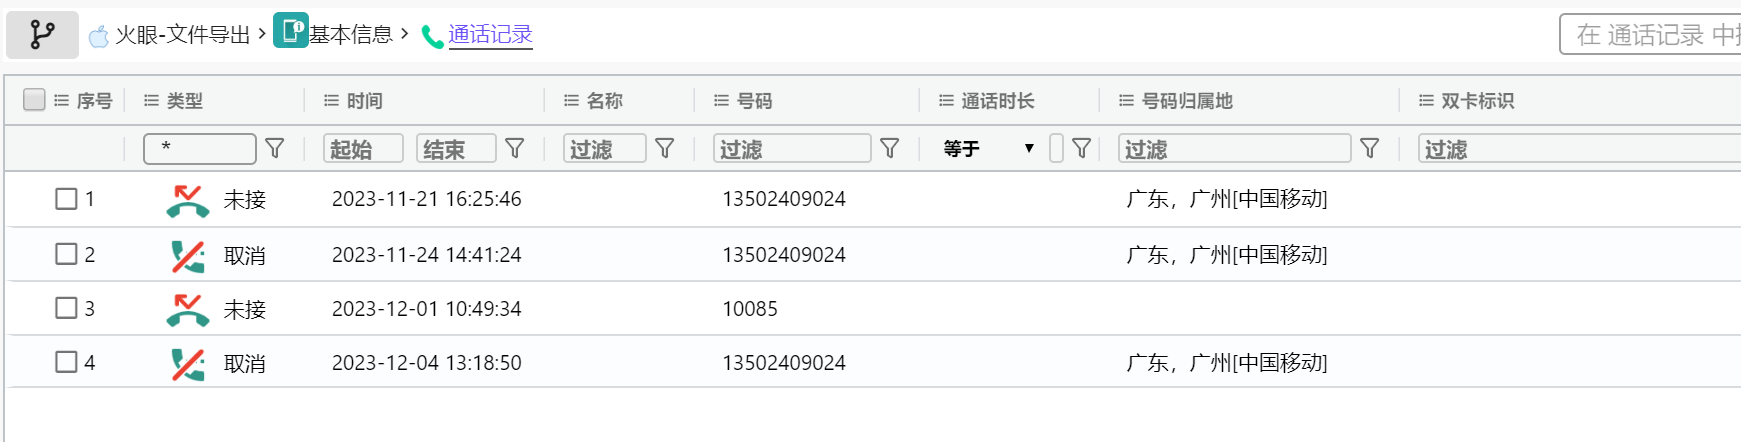 火眼-文件导出 > 基本信息 > 通话记录 在 通话记录 中
序号 类型 时间 名称 号码 通话时长 号码归属地 双卡标识
* 起始 结束 过滤 过滤 等于 过滤 过滤
1 未接 2023-11-21 16:25:46 13502409024 广东，广州[中国移动]
2 取消 2023-11-24 14:41:24 13502409024 广东，广州[中国移动]
3 未接 2023-12-01 10:49:34 10085
4 取消 2023-12-04 13:18:50 13502409024 广东，广州[中国移动]